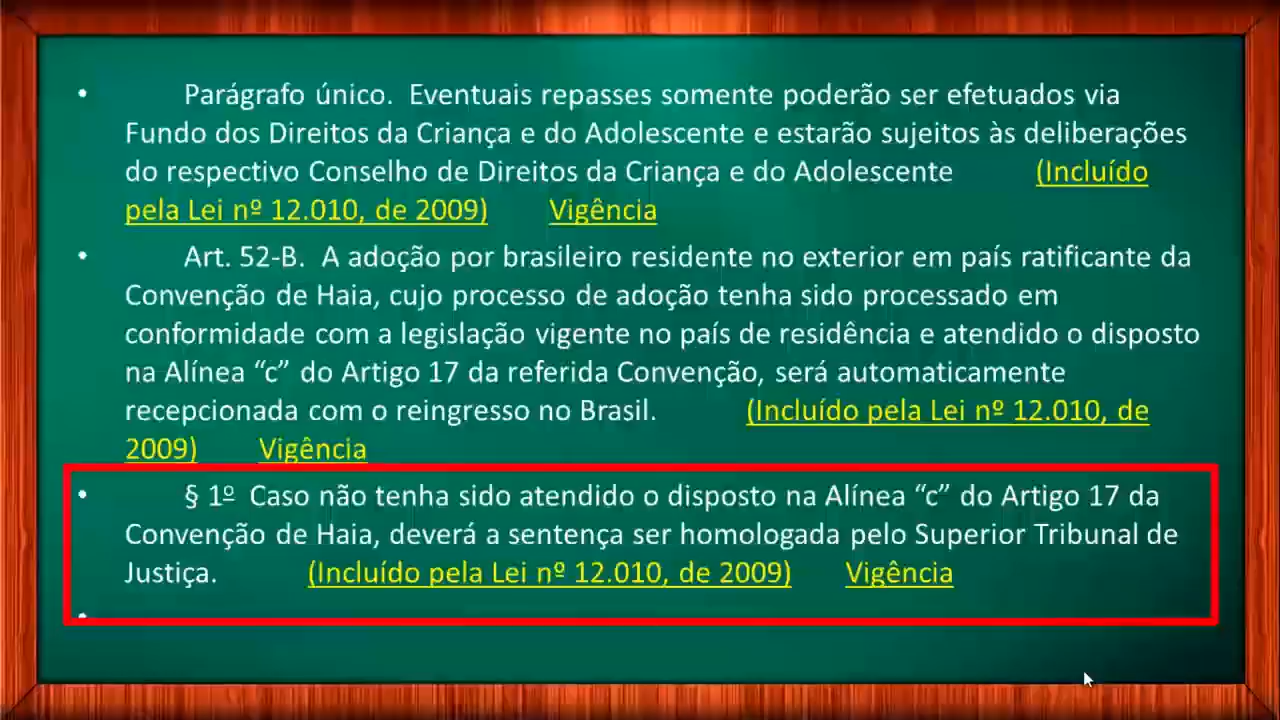 • Parágrafo único. Eventuais repasses somente poderão ser efetuados via
Fundo dos Direitos da Criança e do Adolescente e estarão sujeitos às deliberações
do respectivo Conselho de Direitos da Criança e do Adolescente (Incluído
pela Lei nº 12.010, de 2009) Vigência
• Art. 52-B. A adoção por brasileiro residente no exterior em país ratificante da
Convenção de Haia, cujo processo de adoção tenha sido processado em
conformidade com a legislação vigente no país de residência e atendido o disposto
na Alínea “c” do Artigo 17 da referida Convenção, será automaticamente
recepcionada com o reingresso no Brasil. (Incluído pela Lei nº 12.010, de
2009) Vigência
• § 1º Caso não tenha sido atendido o disposto na Alínea “c” do Artigo 17 da
Convenção de Haia, deverá a sentença ser homologada pelo Superior Tribunal de
Justiça. (Incluído pela Lei nº 12.010, de 2009) Vigência
•